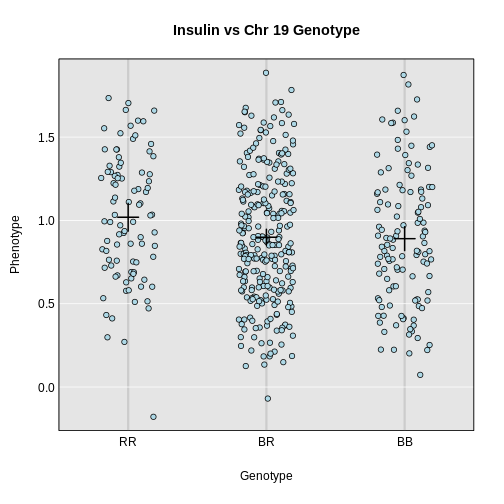 Insulin vs Chr 19 Genotype
Phenotype
1.5
1.0
0.5
0.0
RR BR BB
Genotype